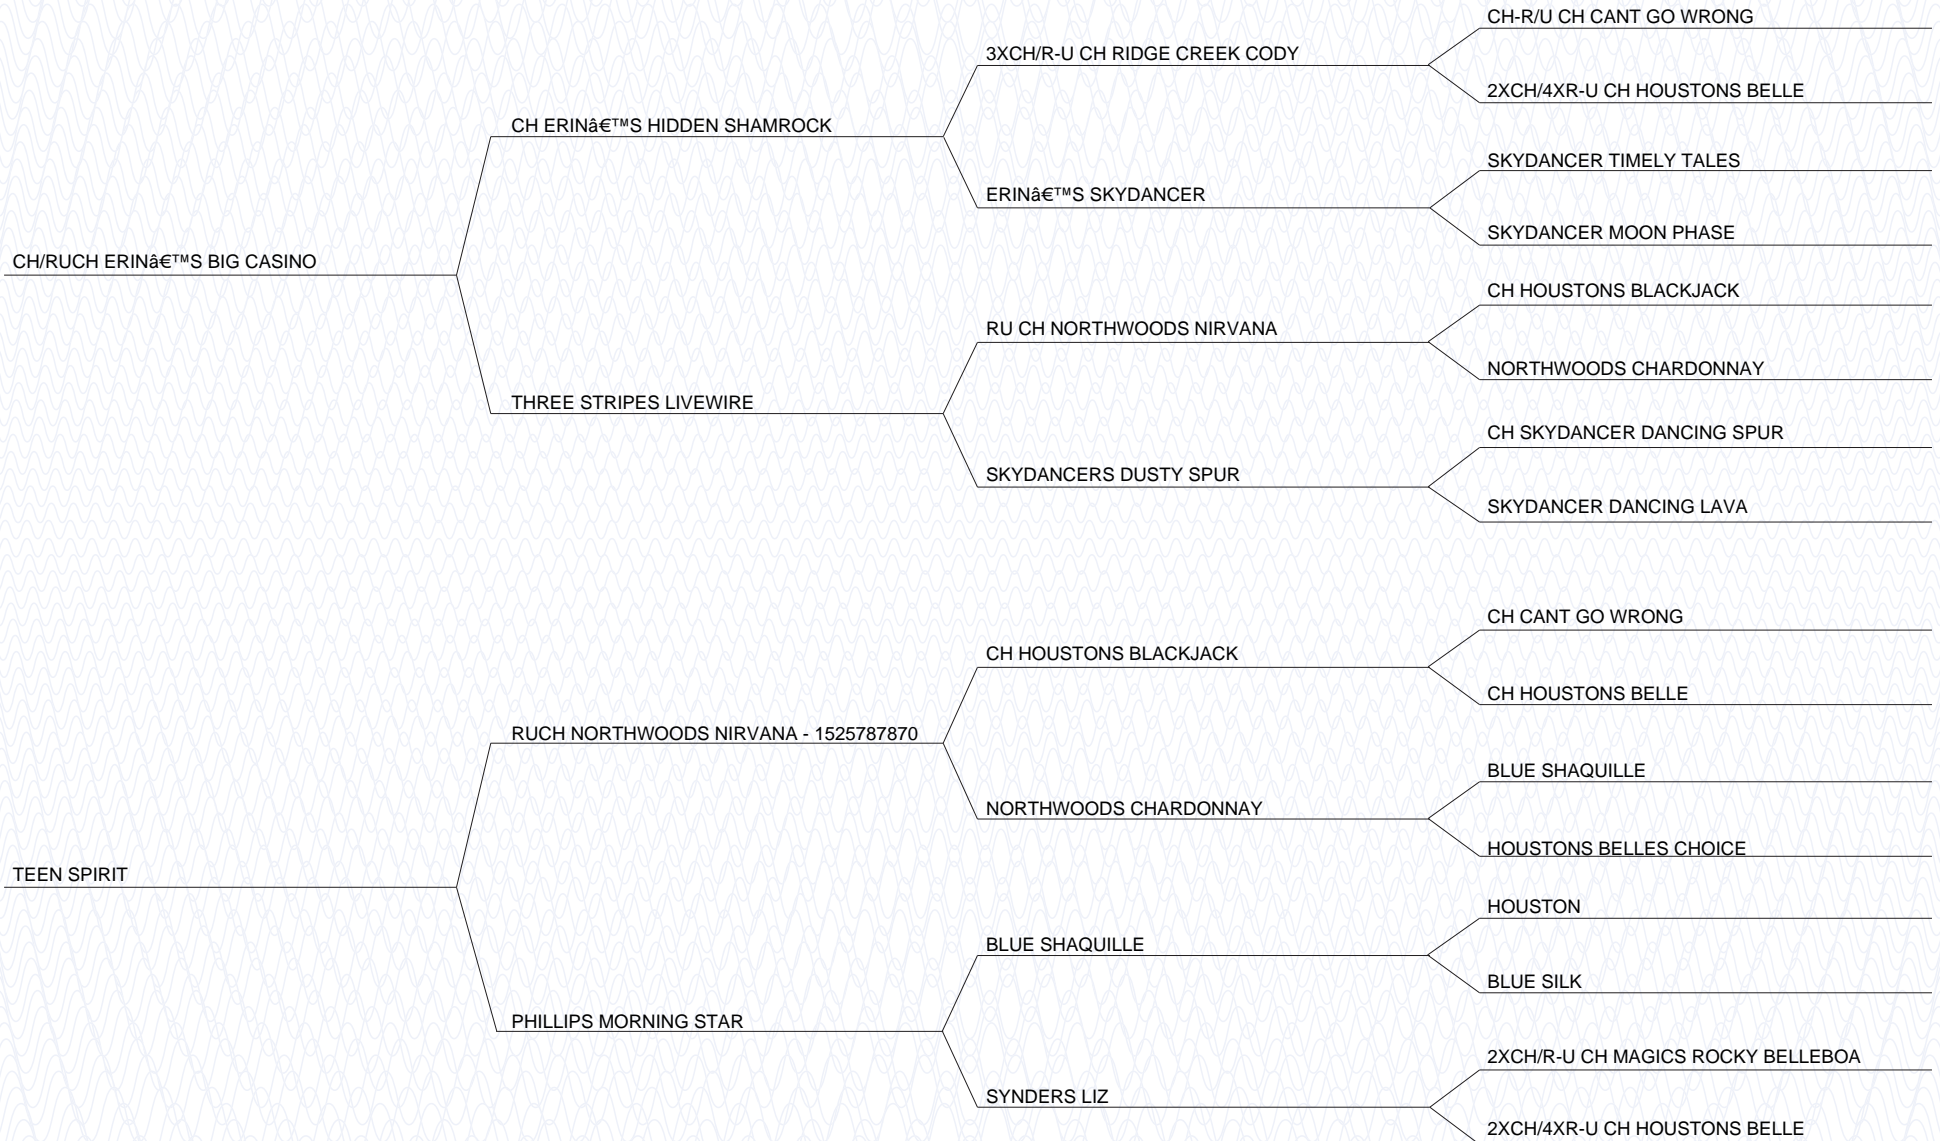 CH-R/U CH CANT GO WRONG
3XCH/R-U CH RIDGE CREEK CODY
2XCH/4XR-U CH HOUSTONS BELLE
CH ERINâ€™S HIDDEN SHAMROCK
SKYDANCER TIMELY TALES
ERINâ€™S SKYDANCER
SKYDANCER MOON PHASE
CH/RUCH ERINâ€™S BIG CASINO
CH HOUSTONS BLACKJACK
RU CH NORTHWOODS NIRVANA
NORTHWOODS CHARDONNAY
THREE STRIPES LIVEWIRE
CH SKYDANCER DANCING SPUR
SKYDANCERS DUSTY SPUR
SKYDANCER DANCING LAVA
CH CANT GO WRONG
CH HOUSTONS BLACKJACK
CH HOUSTONS BELLE
RUCH NORTHWOODS NIRVANA - 1525787870
BLUE SHAQUILLE
NORTHWOODS CHARDONNAY
HOUSTONS BELLES CHOICE
TEEN SPIRIT
HOUSTON
BLUE SHAQUILLE
BLUE SILK
PHILLIPS MORNING STAR
2XCH/R-U CH MAGICS ROCKY BELLEBOA
SYNDERS LIZ
2XCH/4XR-U CH HOUSTONS BELLE